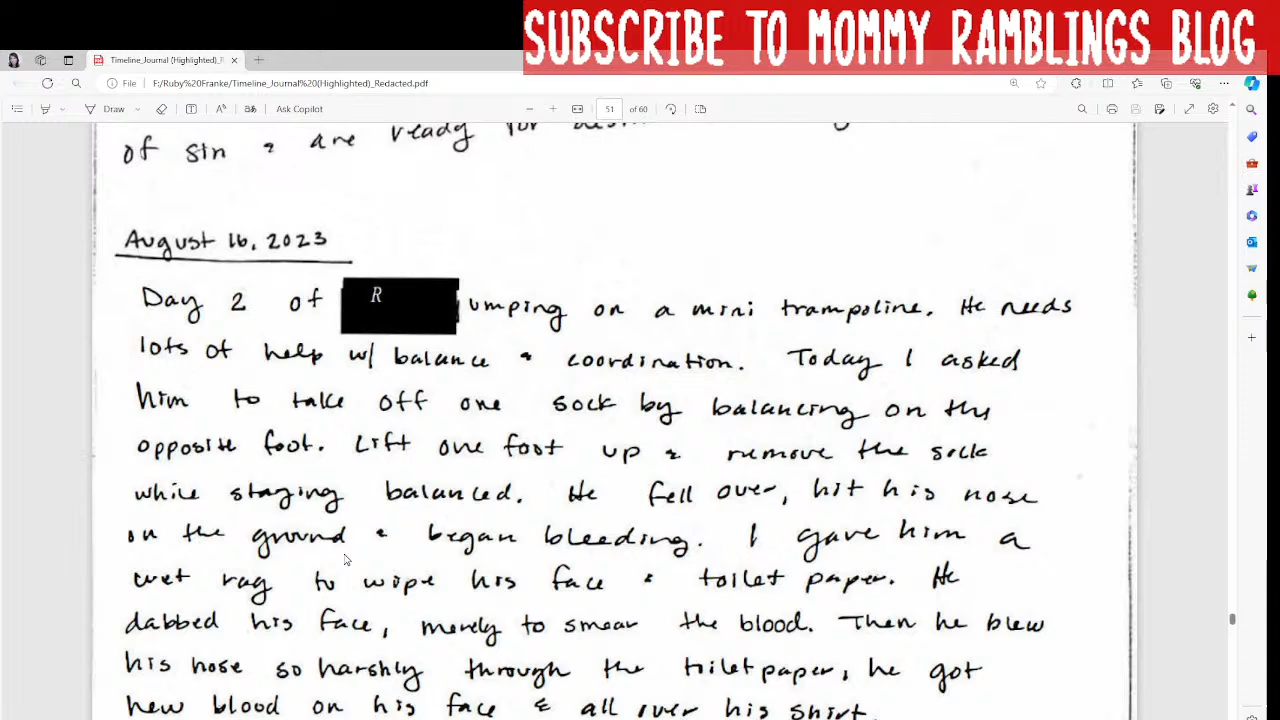 SUBSCRIBE TO MOMMY RAMBLINGS BLOG
Timeline_Journal (Highlighted)_R
File F:/Ruby%20Franke/Timeline_Journal%20(Highlighted)_Redacted.pdf
Draw Ask Copilot 51 of 60
of sin & are ready for
August 16, 2023
Day 2 of R umping on a mini trampoline. He needs
lots of help w/ balance & coordination. Today I asked
him to take off one sock by balancing on the
opposite foot. Lift one foot up & remove the sock
while staying balanced. He fell over, hit his nose
on the ground & began bleeding. I gave him a
wet rag to wipe his face & toilet paper. He
dabbed his face, merely to smear the blood. Then he blew
his nose so harshly through the toilet paper, he got
new blood on his face & all over his shirt.